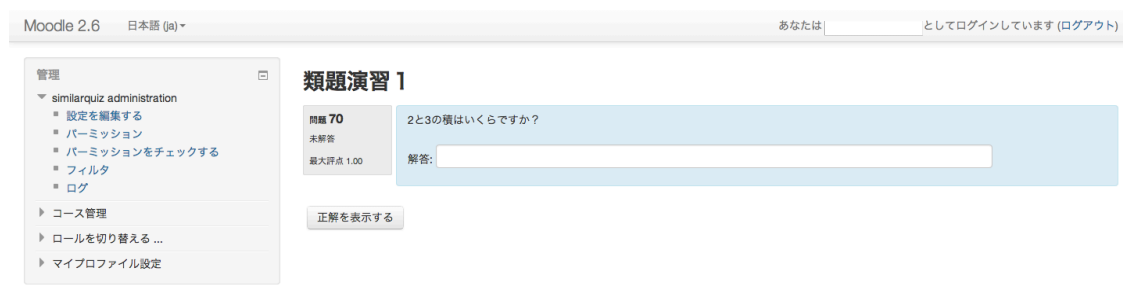 Moodle 2.6 日本語 (ja)
あなたは としてログインしています (ログアウト)
管理
similarquiz administration
設定を編集する
パーミッション
パーミッションをチェックする
フィルタ
ログ
コース管理
ロールを切り替える ...
マイプロファイル設定
類題演習 1
問題 70
未解答
最大評点 1.00
2と3の積はいくらですか？
解答:
正解を表示する